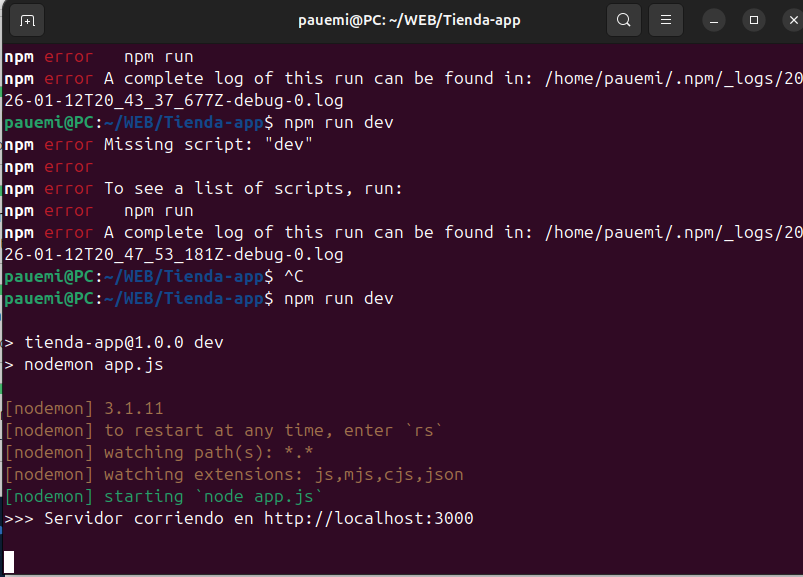 pauemi@PC: ~/WEB/Tienda-app
npm error   npm run
npm error A complete log of this run can be found in: /home/pauemi/.npm/_logs/20
26-01-12T20_43_37_677Z-debug-0.log
pauemi@PC:~/WEB/Tienda-app$ npm run dev
npm error Missing script: "dev"
npm error
npm error To see a list of scripts, run:
npm error   npm run
npm error A complete log of this run can be found in: /home/pauemi/.npm/_logs/20
26-01-12T20_47_53_181Z-debug-0.log
pauemi@PC:~/WEB/Tienda-app$ ^C
pauemi@PC:~/WEB/Tienda-app$ npm run dev
> tienda-app@1.0.0 dev
> nodemon app.js
[nodemon] 3.1.11
[nodemon] to restart at any time, enter `rs`
[nodemon] watching path(s): *.*
[nodemon] watching extensions: js,mjs,cjs,json
[nodemon] starting `node app.js`
>>> Servidor corriendo en http://localhost:3000